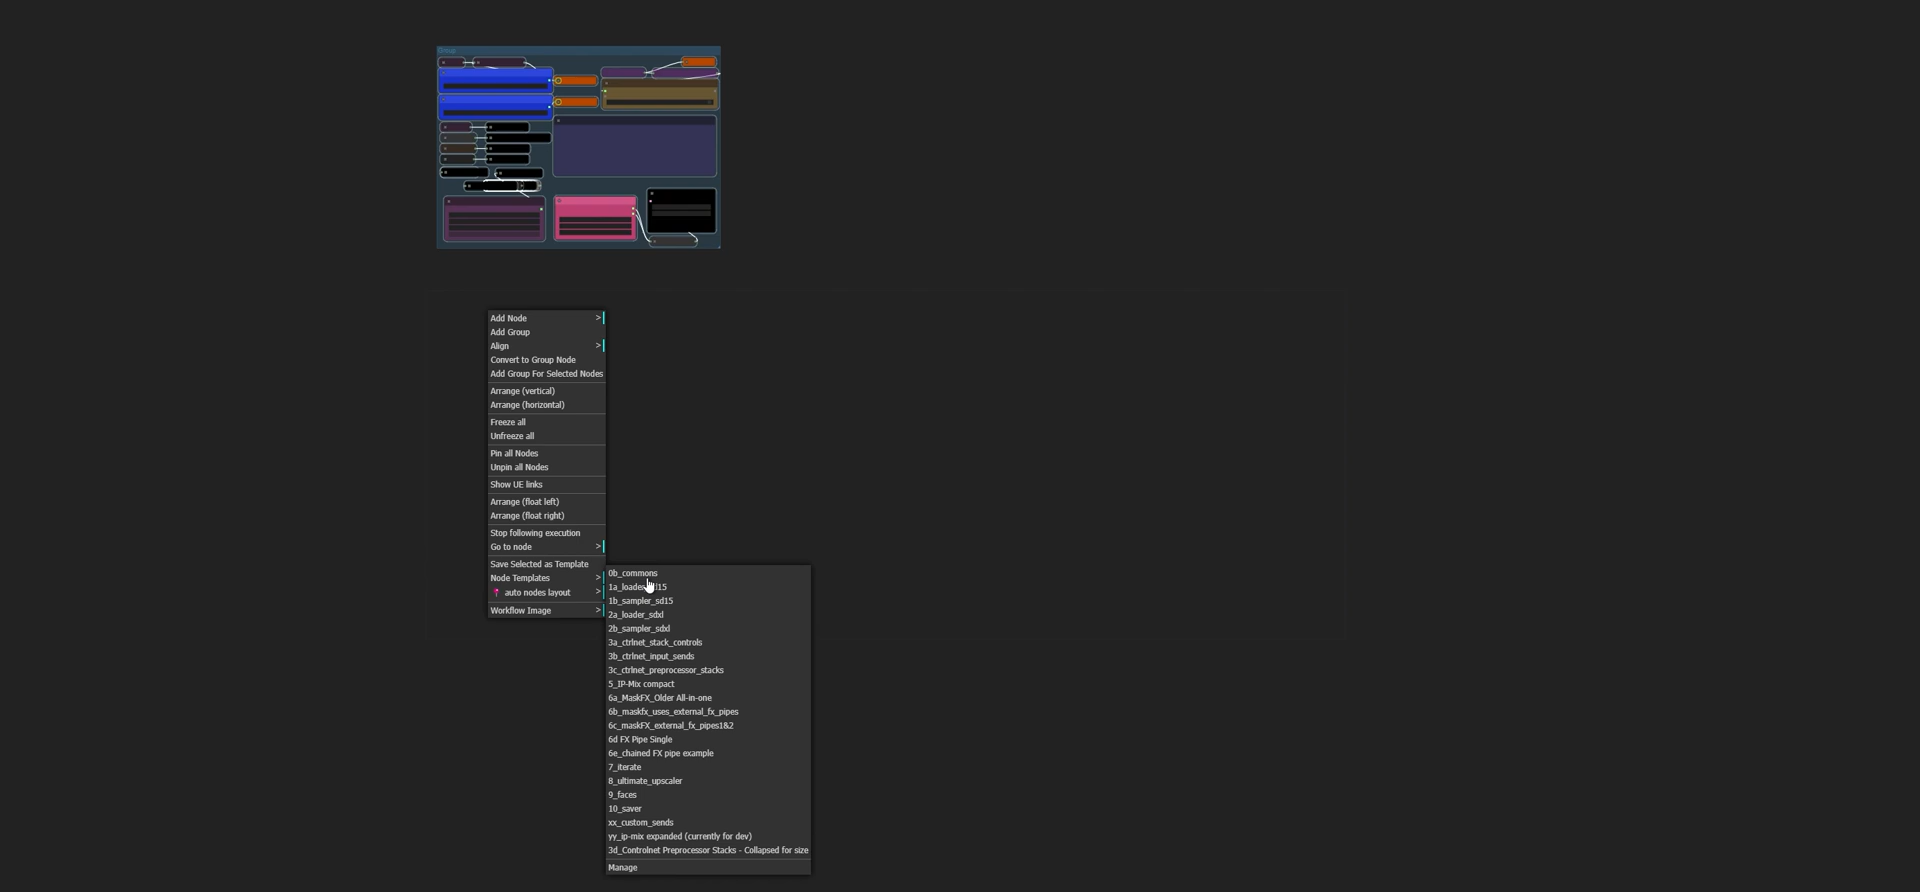 Group
Add Node >
Add Group
Align >
Convert to Group Node
Add Group For Selected Nodes
Arrange (vertical)
Arrange (horizontal)
Freeze all
Unfreeze all
Pin all Nodes
Unpin all Nodes
Show UE links
Arrange (float left)
Arrange (float right)
Stop following execution
Go to node >
Save Selected as Template
Node Templates >
auto nodes layout >
Workflow Image >
0b_commons
1a_loader_sd15
1b_sampler_sd15
2a_loader_sdxl
2b_sampler_sdxl
3a_ctrlnet_stack_controls
3b_ctrlnet_input_sends
3c_ctrlnet_preprocessor_stacks
5_IP-Mix compact
6a_MaskFX_Older All-in-one
6b_maskfx_uses_external_fx_pipes
6c_maskFX_external_fx_pipes1&2
6d FX Pipe Single
6e_chained FX pipe example
7_iterate
8_ultimate_upscaler
9_faces
10_saver
xx_custom_sends
yy_ip-mix expanded (currently for dev)
3d_Controlnet Preprocessor Stacks - Collapsed for size
Manage